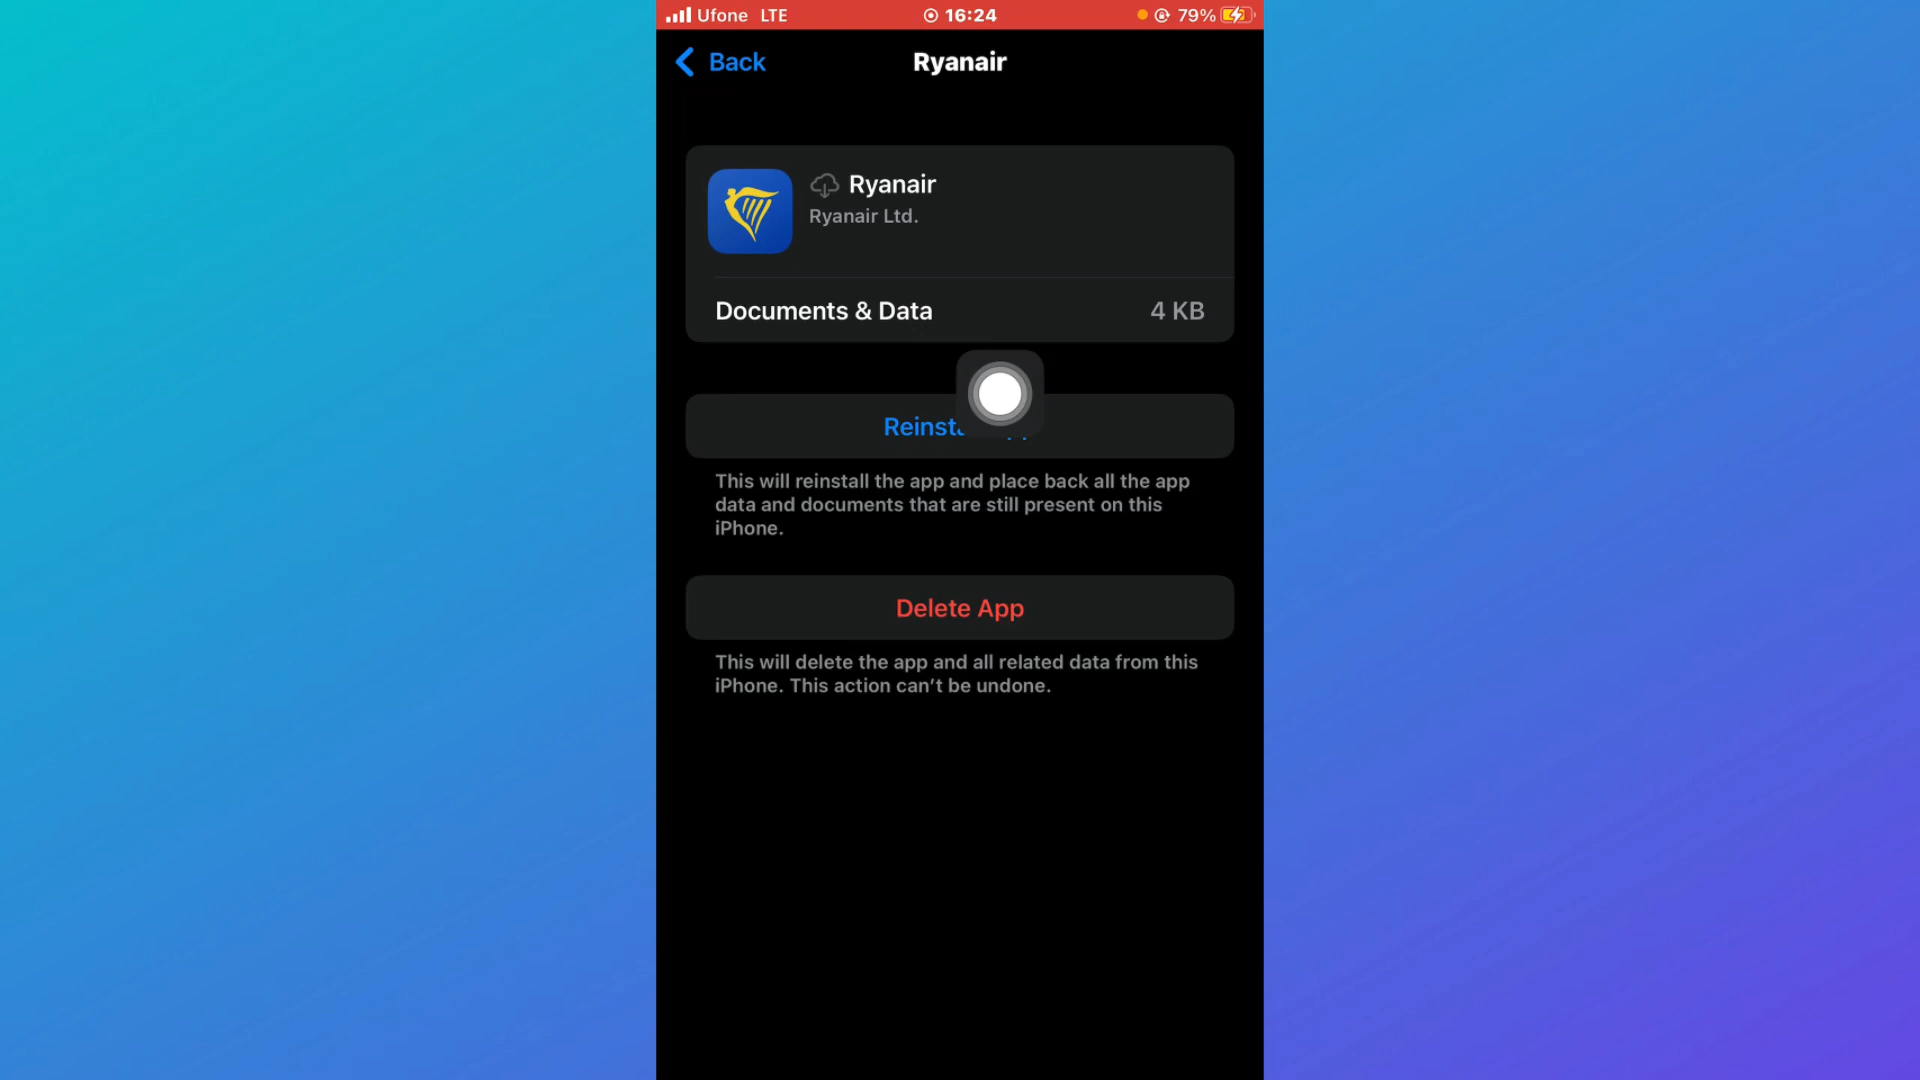 Ufone LTE 16:24 79%
Back Ryanair
Ryanair
Ryanair Ltd.
Documents & Data 4 KB
This will reinstall the app and place back all the app
data and documents that are still present on this
iPhone.
Delete App
This will delete the app and all related data from this
iPhone. This action can’t be undone.